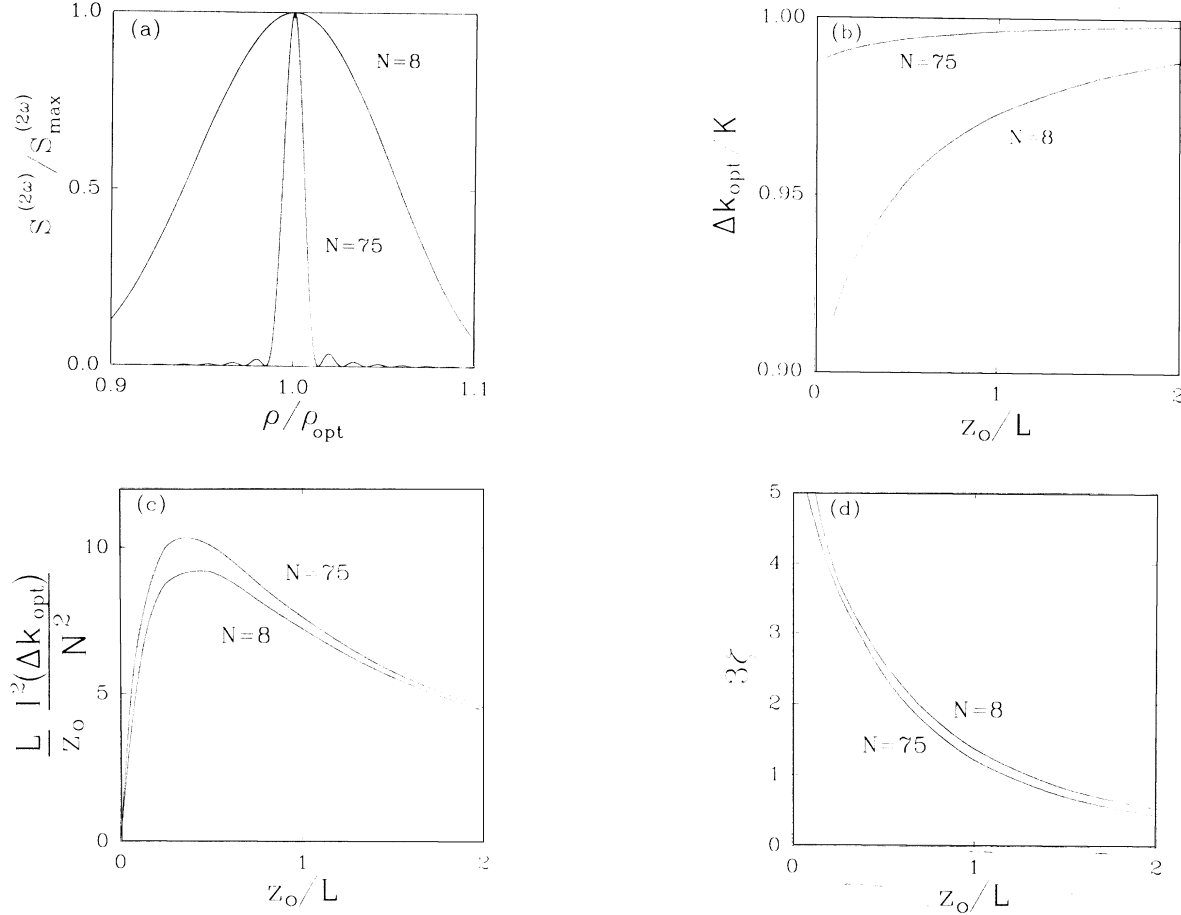 (a)
S^(2ω)/S_max^(2ω)
1.0
0.5
0.0
N=8
N=75
0.9
1.0
1.1
ρ/ρ_opt
(b)
Δk_opt/K
1.00
0.95
0.90
N=75
N=8
0
1
2
z_o/L
(c)
L/z_o I²(Δk_opt)/N²
10
5
0
N=75
N=8
0
1
2
z_o/L
(d)
3ζ
5
4
3
2
1
0
N=8
N=75
0
1
2
z_o/L